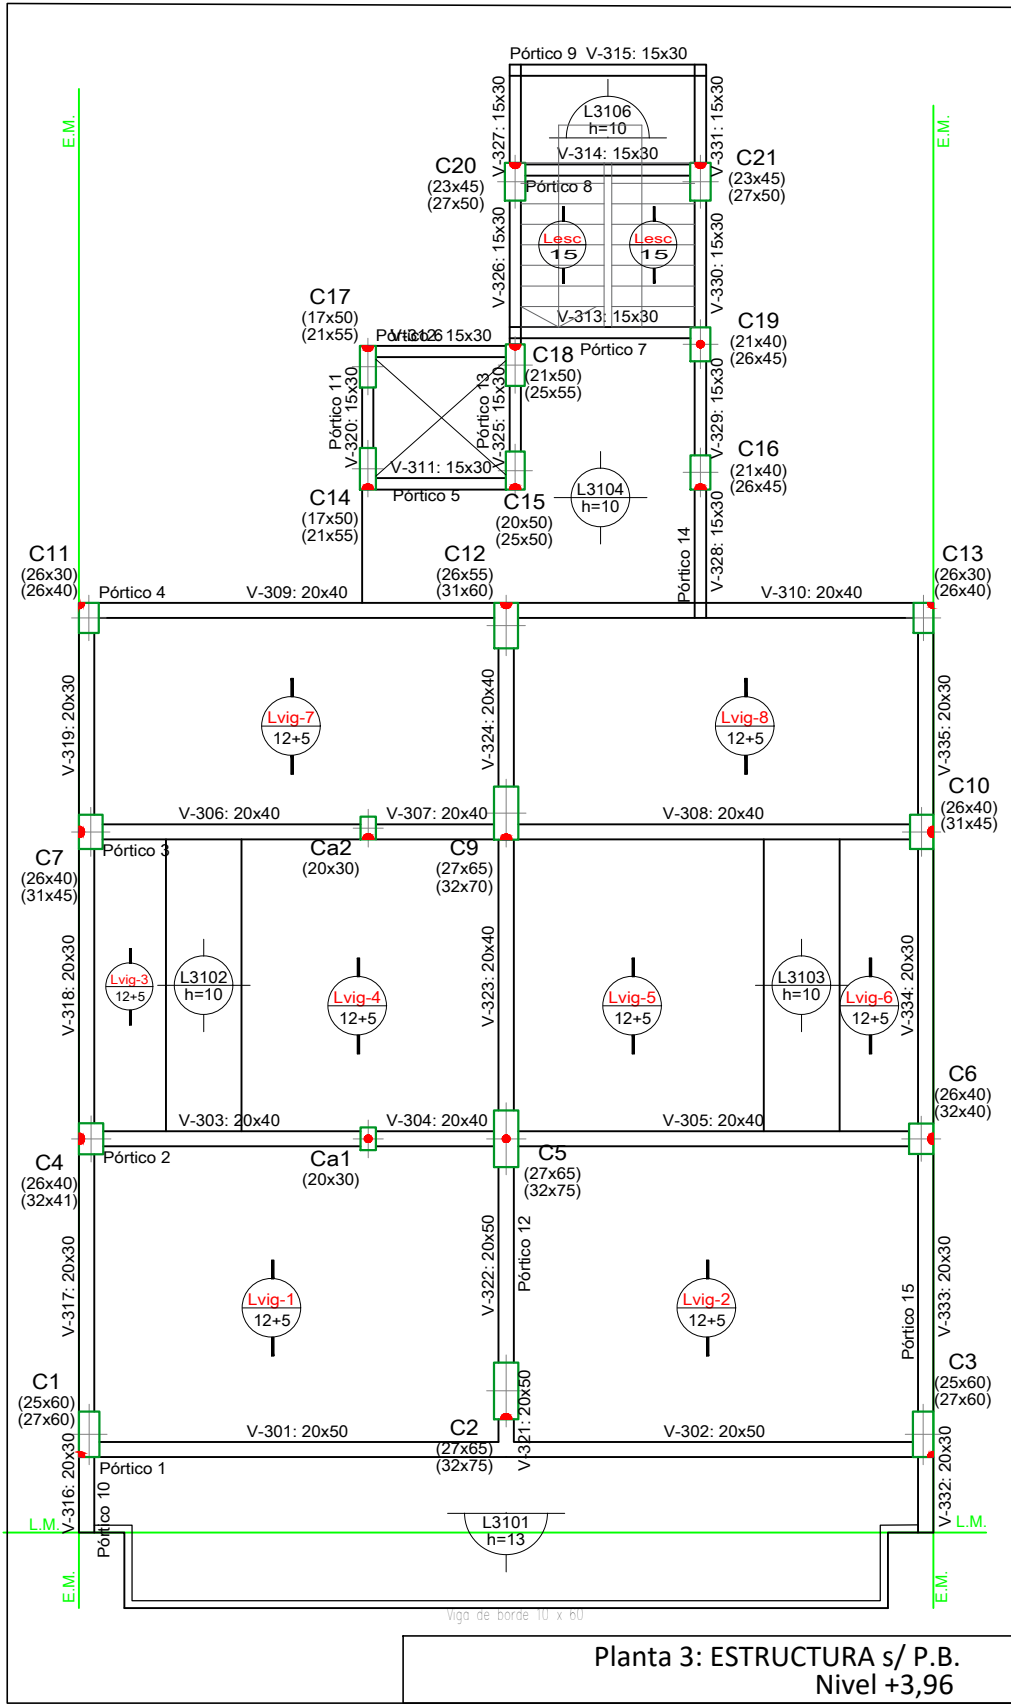 Pórtico 9 V-315: 15x30
E.M.
V-327: 15x30
L3106
h=10
V-331: 15x30
E.M.
V-314: 15x30
C20
(23x45)
(27x50)
Pórtico 8
C21
(23x45)
(27x50)
V-326: 15x30
Lesc
15
Lesc
15
V-330: 15x30
C17
(17x50)
(21x55)
V-313: 15x30
Pórtico 7
C19
(21x40)
(26x45)
Pórtico 6
V-312: 15x30
C18
(21x50)
(25x55)
Pórtico 11
V-320: 15x30
Pórtico 13
V-325: 15x30
V-329: 15x30
V-311: 15x30
Pórtico 5
C14
(17x50)
(21x55)
C15
(20x50)
(25x50)
L3104
h=10
C16
(21x40)
(26x45)
Pórtico 14
V-328: 15x30
C11
(26x30)
(26x40)
Pórtico 4
V-309: 20x40
C12
(26x55)
(31x60)
V-310: 20x40
C13
(26x30)
(26x40)
V-319: 20x30
Lvig-7
12+5
V-324: 20x40
Lvig-8
12+5
V-335: 20x30
V-306: 20x40
V-307: 20x40
V-308: 20x40
C10
(26x40)
(31x45)
Pórtico 3
C7
(26x40)
(31x45)
Ca2
(20x30)
C9
(27x65)
(32x70)
V-318: 20x30
Lvig-3
12+5
L3102
h=10
Lvig-4
12+5
V-323: 20x40
Lvig-5
12+5
L3103
h=10
Lvig-6
12+5
V-334: 20x30
V-303: 20x40
V-304: 20x40
V-305: 20x40
C6
(26x40)
(32x40)
Pórtico 2
C4
(26x40)
(32x41)
Ca1
(20x30)
C5
(27x65)
(32x75)
V-317: 20x30
Lvig-1
12+5
V-322: 20x50
Pórtico 12
Lvig-2
12+5
Pórtico 15
V-333: 20x30
C1
(25x60)
(27x60)
V-301: 20x50
C2
(27x65)
(32x75)
V-321: 20x50
V-302: 20x50
C3
(25x60)
(27x60)
Pórtico 1
V-316: 20x30
Pórtico 10
V-332: 20x30
L.M.
L3101
h=13
L.M.
E.M.
E.M.
Viga de borde 10 x 60
Planta 3: ESTRUCTURA s/ P.B.
Nivel +3,96